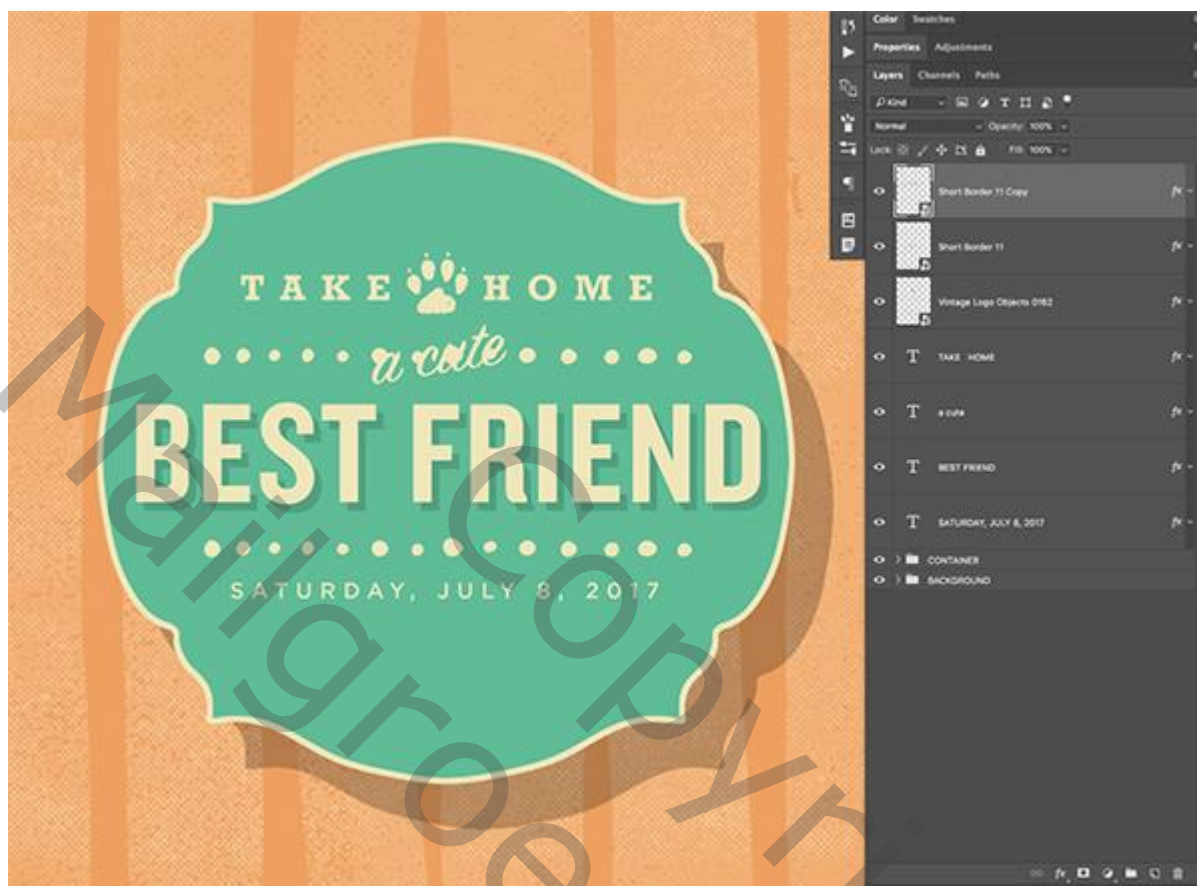 TAKE HOME
a cute
BEST FRIEND
SATURDAY, JULY 8, 2017
Color Swatches
Properties Adjustments
Layers Channels Paths
Kind
Normal Opacity: 100%
Lock: Fill: 100%
Short Border 11 Copy
Short Border 11
Vintage Logo Objects 0162
TAKE HOME
a cute
BEST FRIEND
SATURDAY, JULY 8, 2017
CONTAINER
BACKGROUND